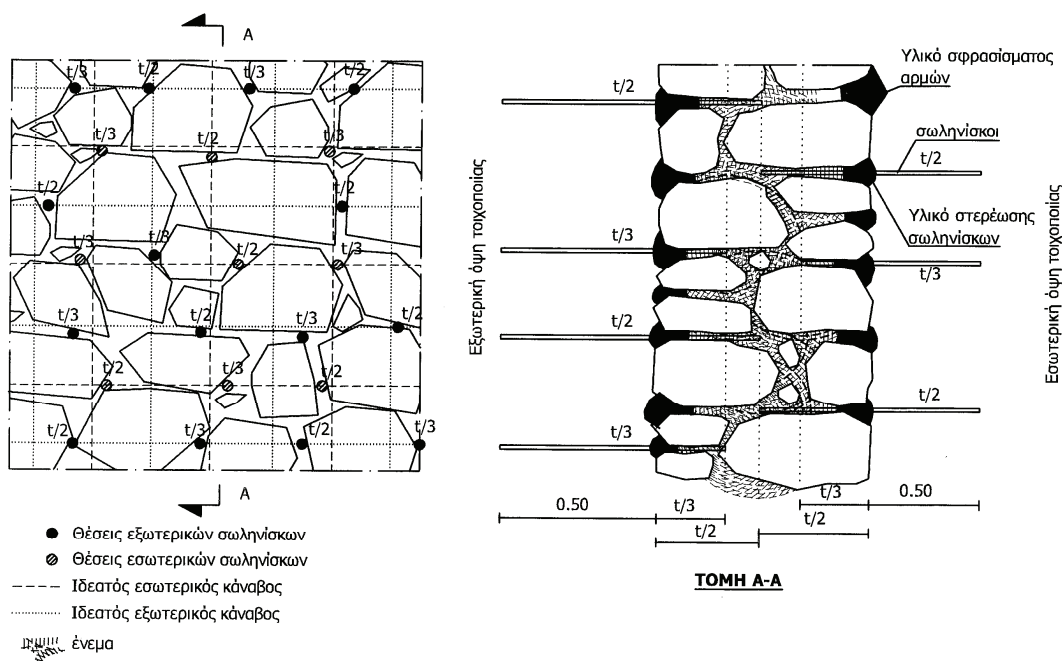 A
t/3 t/2 t/3 t/2
t/3 t/2 t/3
t/2 t/2
t/3 t/3 t/2 t/3
t/3 t/2 t/3 t/2
t/2 t/3 t/2
t/2 t/3 t/2 t/3
A
Θέσεις εξωτερικών σωληνίσκων
Θέσεις εσωτερικών σωληνίσκων
Ιδεατός εσωτερικός κάναβος
Ιδεατός εξωτερικός κάναβος
ένεμα
Εξωτερική όψη τοιχοποιίας
t/2
t/3
t/2
t/3
Υλικό σφρασίσματος
αρμών
σωληνίσκοι
t/2
Υλικό στερέωσης
σωληνίσκων
t/3
t/2
Εσωτερική όψη τοιχοποιίας
0.50 t/3 t/3 0.50
t/2 t/2
ΤΟΜΗ Α-Α